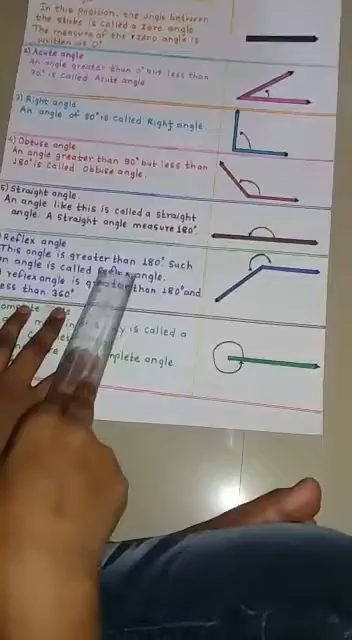 In this position, the angle between
the sticks is called a Zero angle
The measure of the Zero angle is
written as 0°
2) Acute angle
An angle greater than 0° but less than
90° is called Acute angle
3) Right angle
An angle of 90° is called Right angle
4) Obtuse angle
An angle greater than 90° but less than
180° is called Obtuse angle.
5) Straight angle.
An angle like this is called a straight
angle. A straight angle measure 180°.
Reflex angle
This angle is greater than 180° such
an angle is called reflex angle.
reflex angle is greater than 180° and
less than 360°
is called a
complete angle